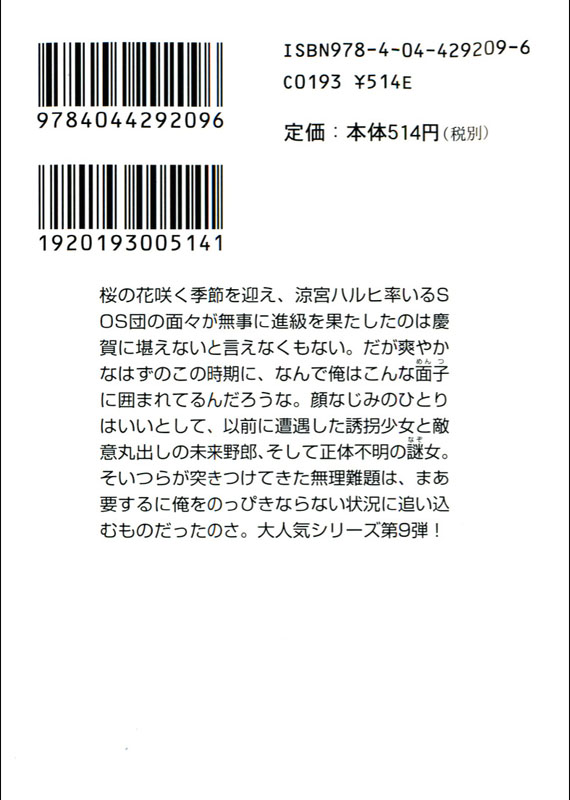 ISBN978-4-04-429209-6
C0193 ¥514E
9784044292096
定価：本体514円(税別)
1920193005141
桜の花咲く季節を迎え、涼宮ハルヒ率いるS
OS団の面々が無事に進級を果たしたのは慶
賀に堪えないと言えなくもない。だが爽やか
めんつ
なはずのこの時期に、なんで俺はこんな面子
に囲まれてるんだろうな。顔なじみのひとり
はいいとして、以前に遭遇した誘拐少女と敵
なぞ
意丸出しの未来野郎、そして正体不明の謎女。
そいつらが突きつけてきた無理難題は、まあ
要するに俺をのっぴきならない状況に追い込
むものだったのさ。大人気シリーズ第9弾！